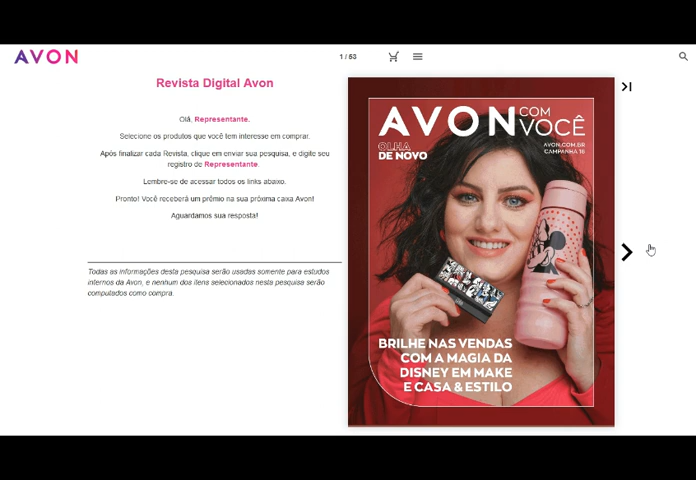 AVON
1 / 53
Revista Digital Avon
Olá, Representante.
Selecione os produtos que você tem interesse em comprar.
Após finalizar cada Revista, clique em enviar sua pesquisa, e digite seu
registro de Representante.
Lembre-se de acessar todos os links abaixo.
Pronto! Você receberá um prêmio na sua próxima caixa Avon!
Aguardamos sua resposta!
Todas as informações desta pesquisa serão usadas somente para estudos
internos da Avon, e nenhum dos itens selecionados nesta pesquisa serão
computados como compra.
AVON COM
VOCÊ
OLHA
DE NOVO
AVON.COM.BR
CAMPANHA 16
BRILHE NAS VENDAS
COM A MAGIA DA
DISNEY EM MAKE
E CASA & ESTILO